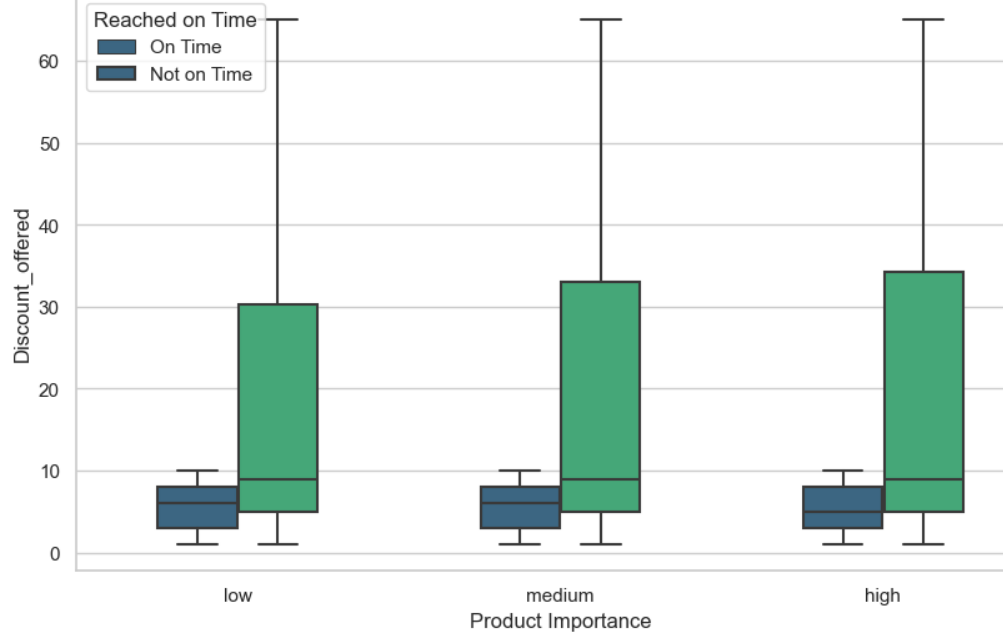 Reached on Time
On Time
Not on Time
60
50
40
30
20
10
0
Discount_offered
low
medium
high
Product Importance